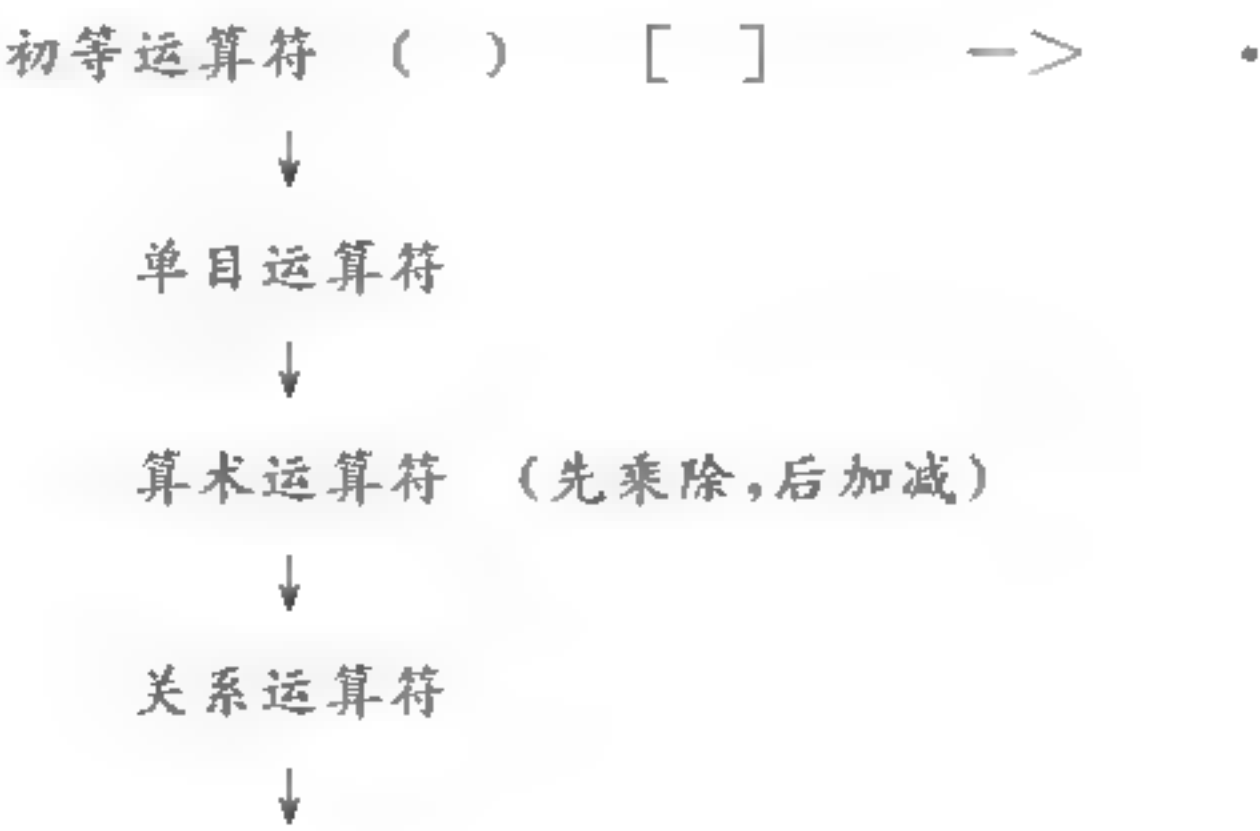 初等运算符 ( ) [ ] -> .
↓
单目运算符
↓
算术运算符 (先乘除,后加减)
↓
关系运算符
↓